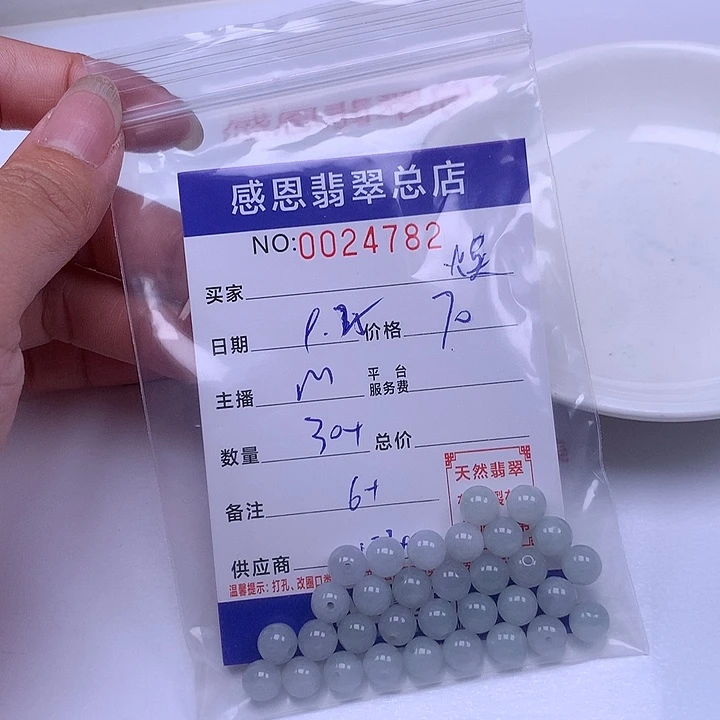 感恩翡翠总店
NO:0024782
买家
日期 价格 70
主播 M 平台服务费
数量 30+ 总价
备注 6+
天然翡翠
供应商
温馨提示: 打孔、改圈口